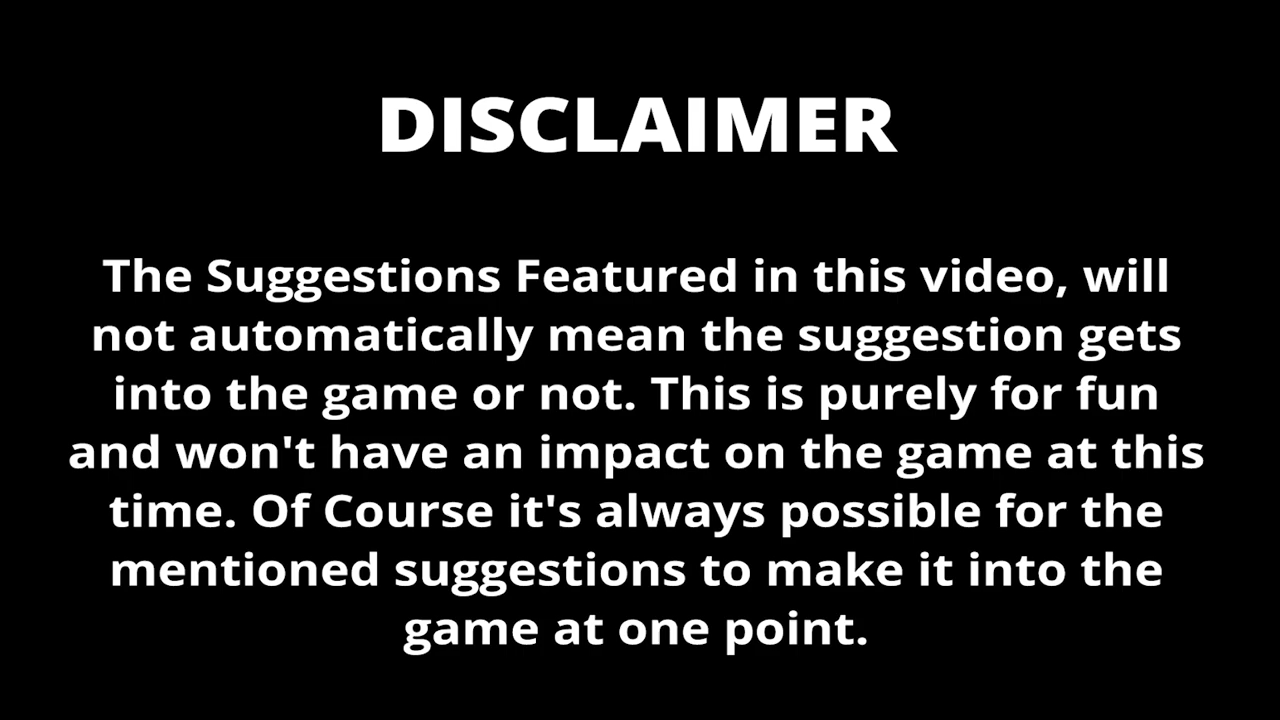 DISCLAIMER
The Suggestions Featured in this video, will
not automatically mean the suggestion gets
into the game or not. This is purely for fun
and won't have an impact on the game at this
time. Of Course it's always possible for the
mentioned suggestions to make it into the
game at one point.